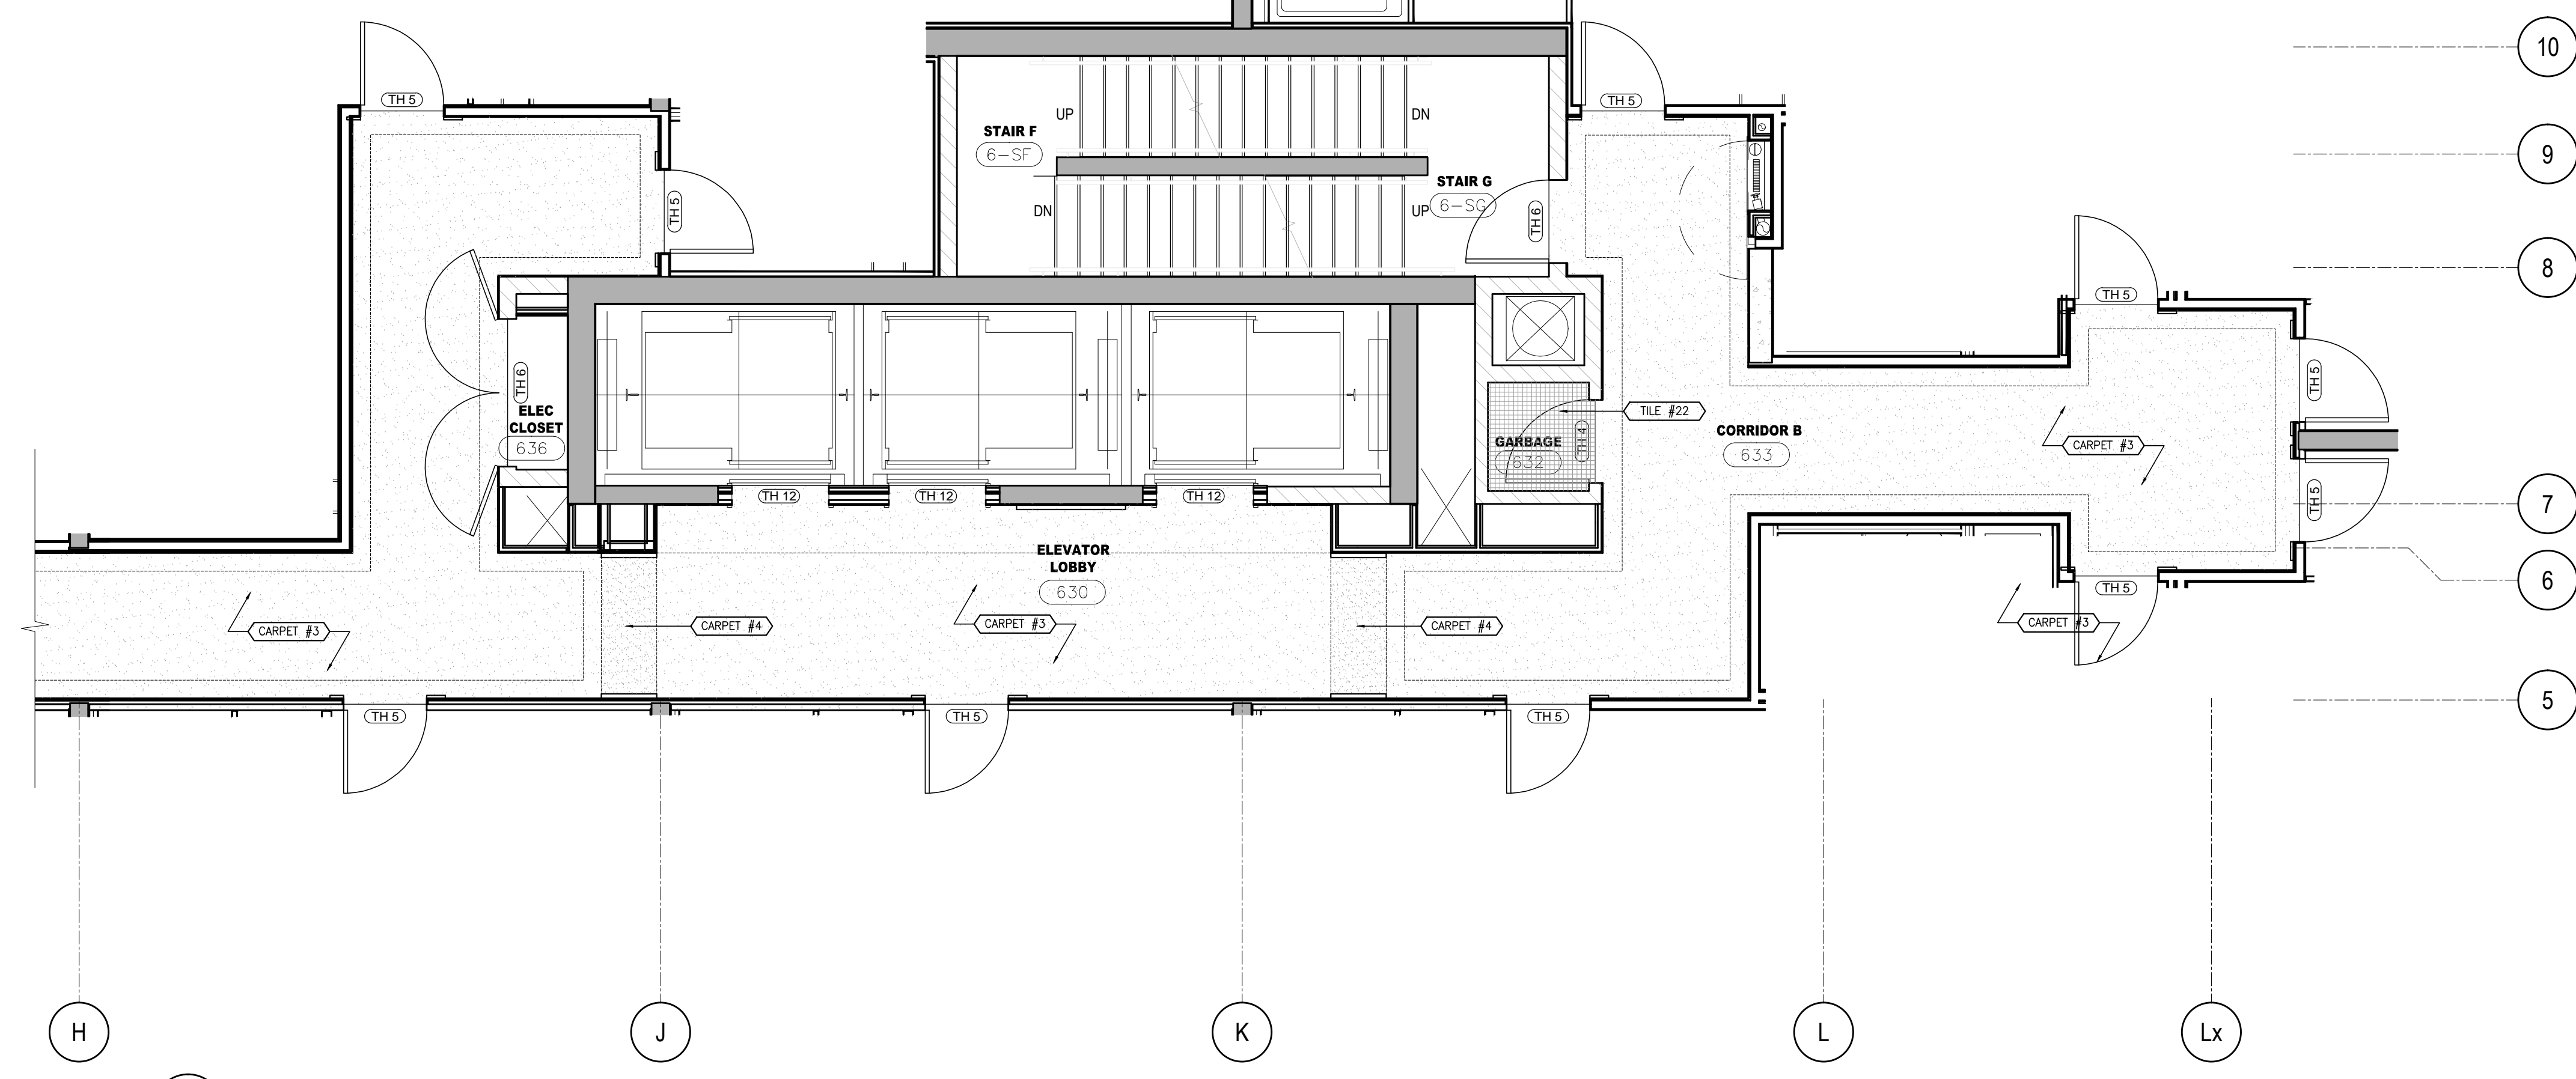 10
TH 5
TH 5
UP
DN
STAIR F
6-SF
9
STAIR G
6-SG
DN
UP
TH 5
TH 6
8
TH 5
TH 6
TH 5
ELEC
CLOSET
636
TILE #22
GARBAGE
632
TH 4
CORRIDOR B
633
CARPET #3
TH 12
TH 12
TH 12
TH 5
7
ELEVATOR
LOBBY
630
TH 5
6
CARPET #3
CARPET #4
CARPET #3
CARPET #4
CARPET #3
TH 5
TH 5
TH 5
5
H
J
K
L
Lx